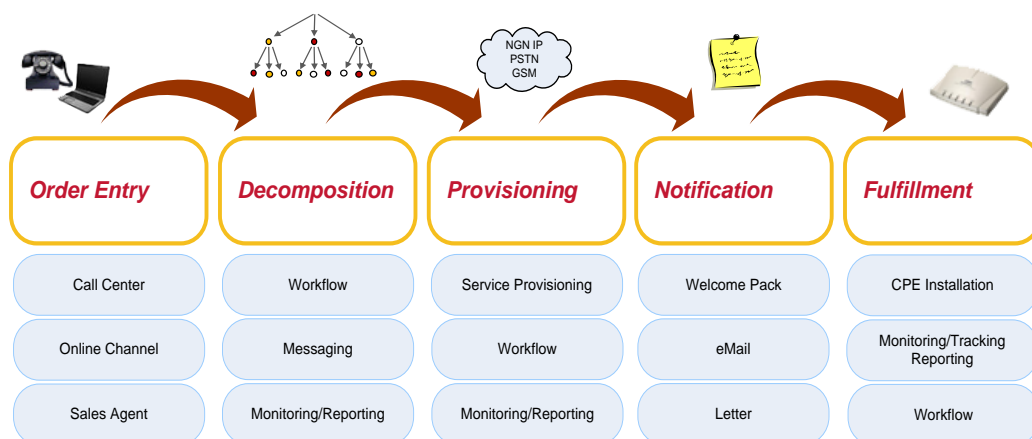 NGN IP
PSTN
GSM
Order Entry
Decomposition
Provisioning
Notification
Fulfillment
Call Center
Workflow
Service Provisioning
Welcome Pack
CPE Installation
Online Channel
Messaging
Workflow
eMail
Monitoring/Tracking
Reporting
Sales Agent
Monitoring/Reporting
Monitoring/Reporting
Letter
Workflow